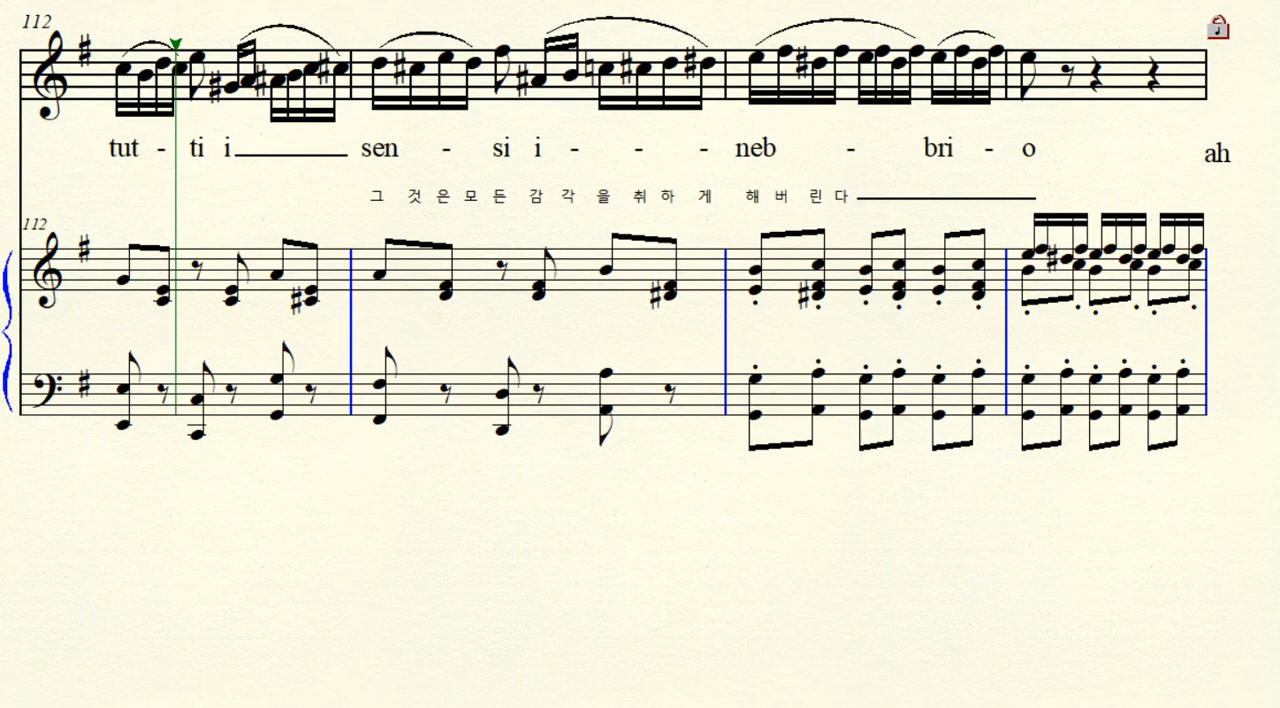 112
tut - ti i sen - si i - - - neb - bri - o ah
그 것 은 모 든 감 각 을 취 하 게 해 버 린 다
112